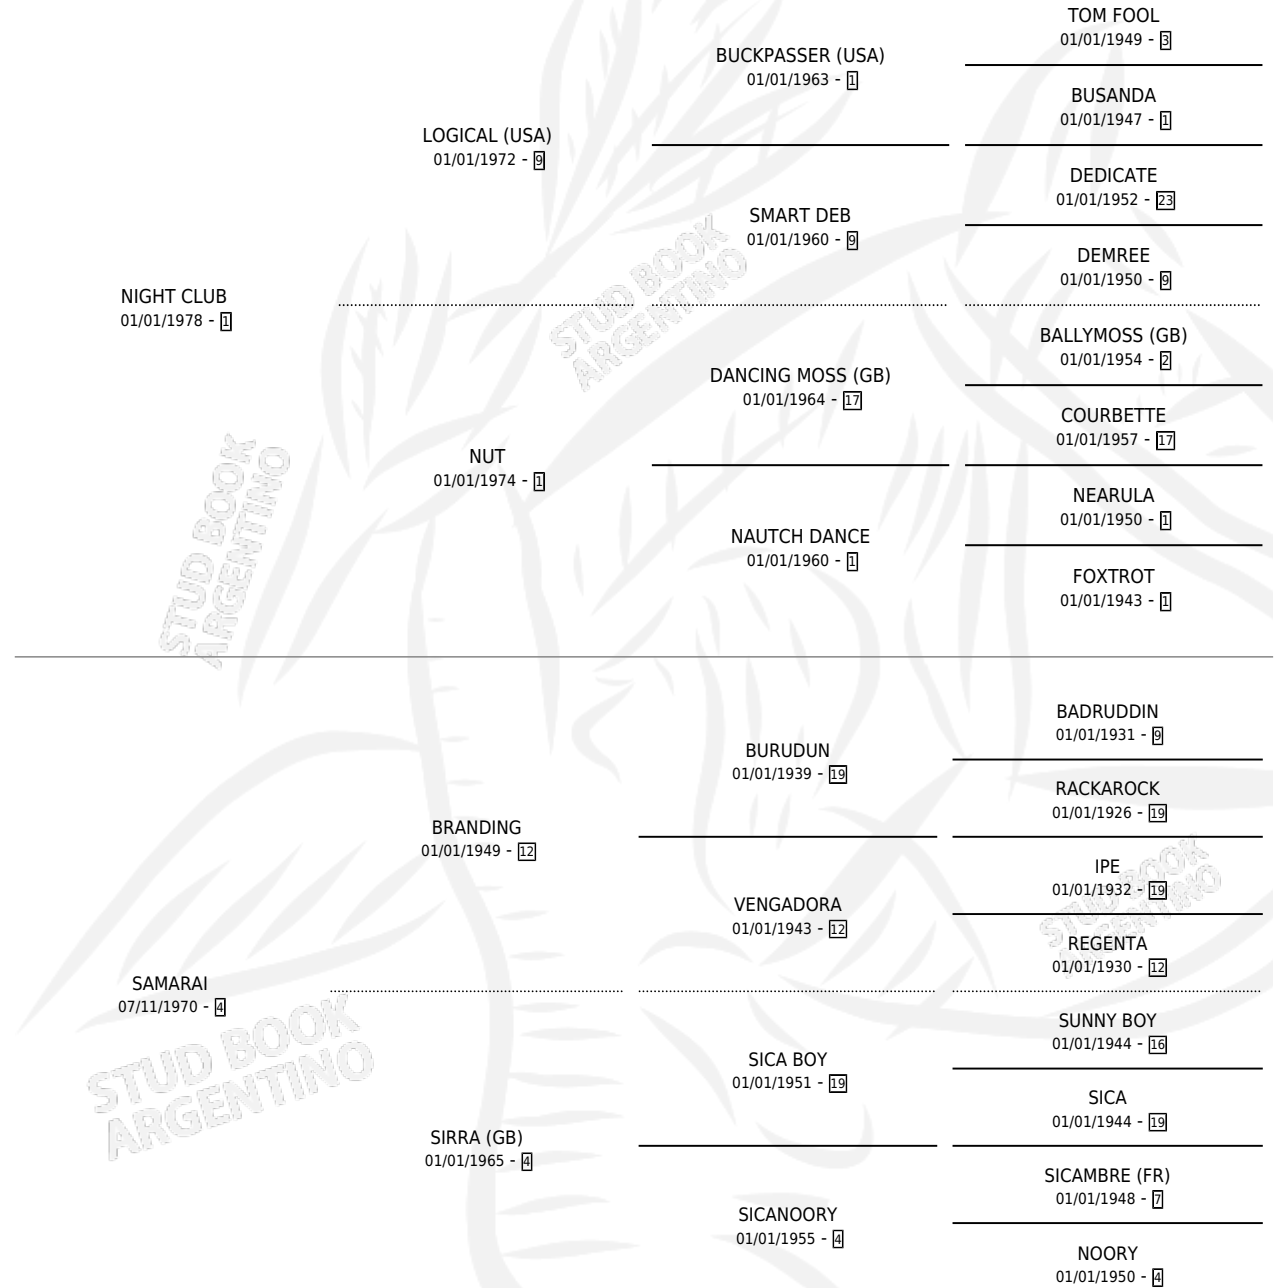 TOM FOOL
01/01/1949 - 3
BUCKPASSER (USA)
01/01/1963 - 1
BUSANDA
01/01/1947 - 1
LOGICAL (USA)
01/01/1972 - 9
DEDICATE
01/01/1952 - 23
SMART DEB
01/01/1960 - 9
DEMREE
01/01/1950 - 9
NIGHT CLUB
01/01/1978 - 1
BALLYMOSS (GB)
01/01/1954 - 2
DANCING MOSS (GB)
01/01/1964 - 17
COURBETTE
01/01/1957 - 17
NUT
01/01/1974 - 1
NEARULA
01/01/1950 - 1
NAUTCH DANCE
01/01/1960 - 1
FOXTROT
01/01/1943 - 1
STUD BOOK
ARGENTINO
STUD BOOK
ARGENTINO
BADRUDDIN
01/01/1931 - 9
BURUDUN
01/01/1939 - 19
RACKAROCK
01/01/1926 - 19
BRANDING
01/01/1949 - 12
IPE
01/01/1932 - 19
VENGADORA
01/01/1943 - 12
REGENTA
01/01/1930 - 12
SAMARAI
07/11/1970 - 4
SUNNY BOY
01/01/1944 - 16
SICA BOY
01/01/1951 - 19
SICA
01/01/1944 - 19
SIRRA (GB)
01/01/1965 - 4
SICAMBRE (FR)
01/01/1948 - 7
SICANOORY
01/01/1955 - 4
NOORY
01/01/1950 - 4
STUD BOOK
ARGENTINO
STUD BOOK
ARGENTINO